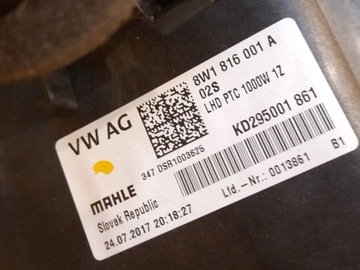 VW AG
8W1 816 001 A
02S
LHD PTC 1000W 1Z
347 DSR1003625
KD295001 861
MAHLE
Slovak Republic
24.07.2017 20:18:27
Lfd.-Nr.: 0013861
B1